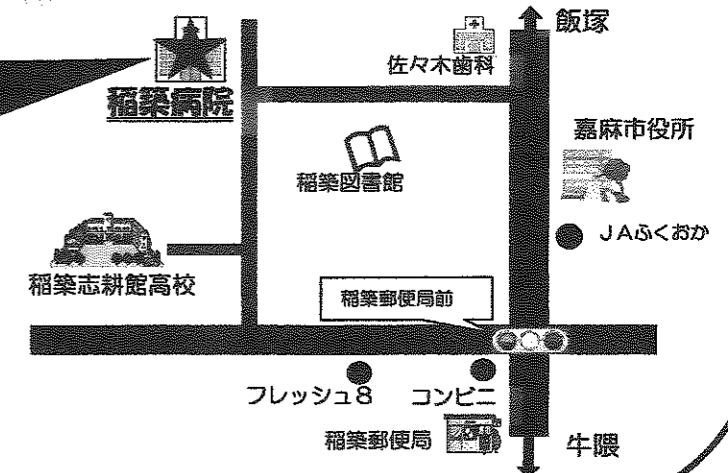 飯塚
佐々木歯科
稲築病院
嘉麻市役所
稲築図書館
JAふくおか
稲築志耕館高校
稲築郵便局前
フレッシュ8
コンビニ
稲築郵便局
牛隈